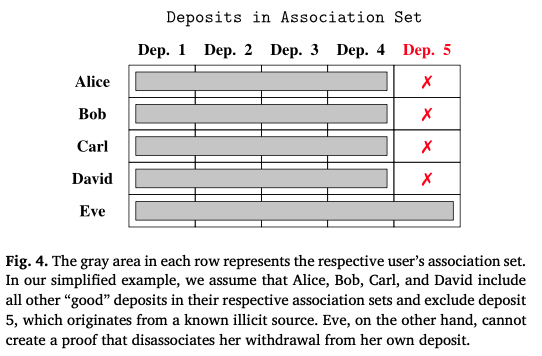 Deposits in Association Set
Dep. 1 Dep. 2 Dep. 3 Dep. 4 Dep. 5
Alice ✗
Bob ✗
Carl ✗
David ✗
Eve
Fig. 4. The gray area in each row represents the respective user's association set.
In our simplified example, we assume that Alice, Bob, Carl, and David include
all other “good” deposits in their respective association sets and exclude deposit
5, which originates from a known illicit source. Eve, on the other hand, cannot
create a proof that disassociates her withdrawal from her own deposit.